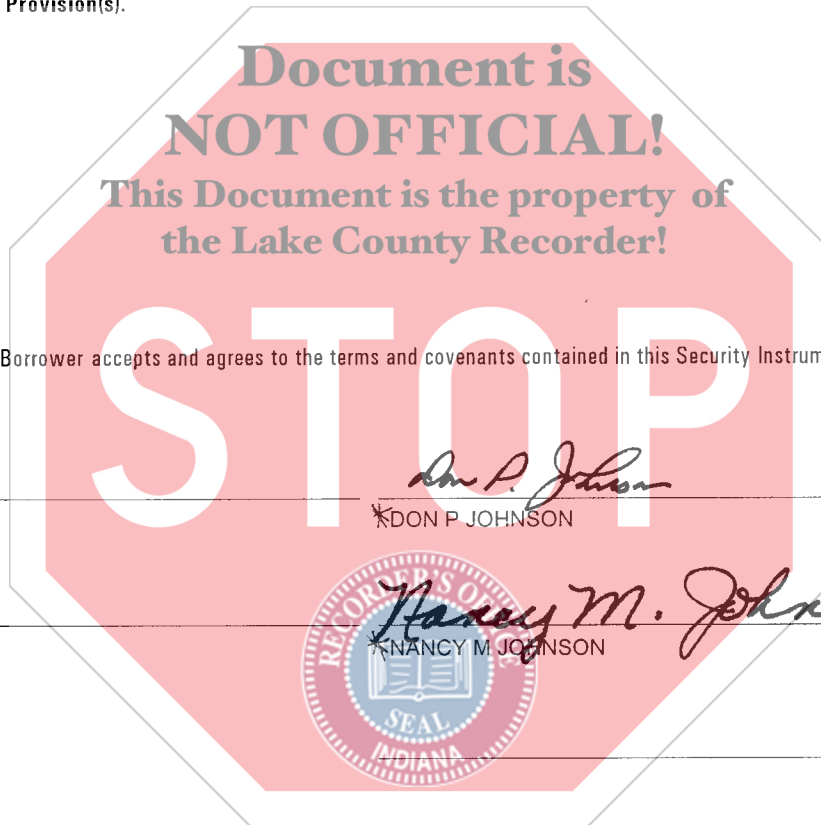 Provision(s).
Document is
NOT OFFICIAL!
This Document is the property of
the Lake County Recorder!
STOP
Borrower accepts and agrees to the terms and covenants contained in this Security Instrum
Don P. Johnson
DON P JOHNSON
Nancy M. John
NANCY M JOHNSON
RECORDER'S OFFICE
SEAL
INDIANA